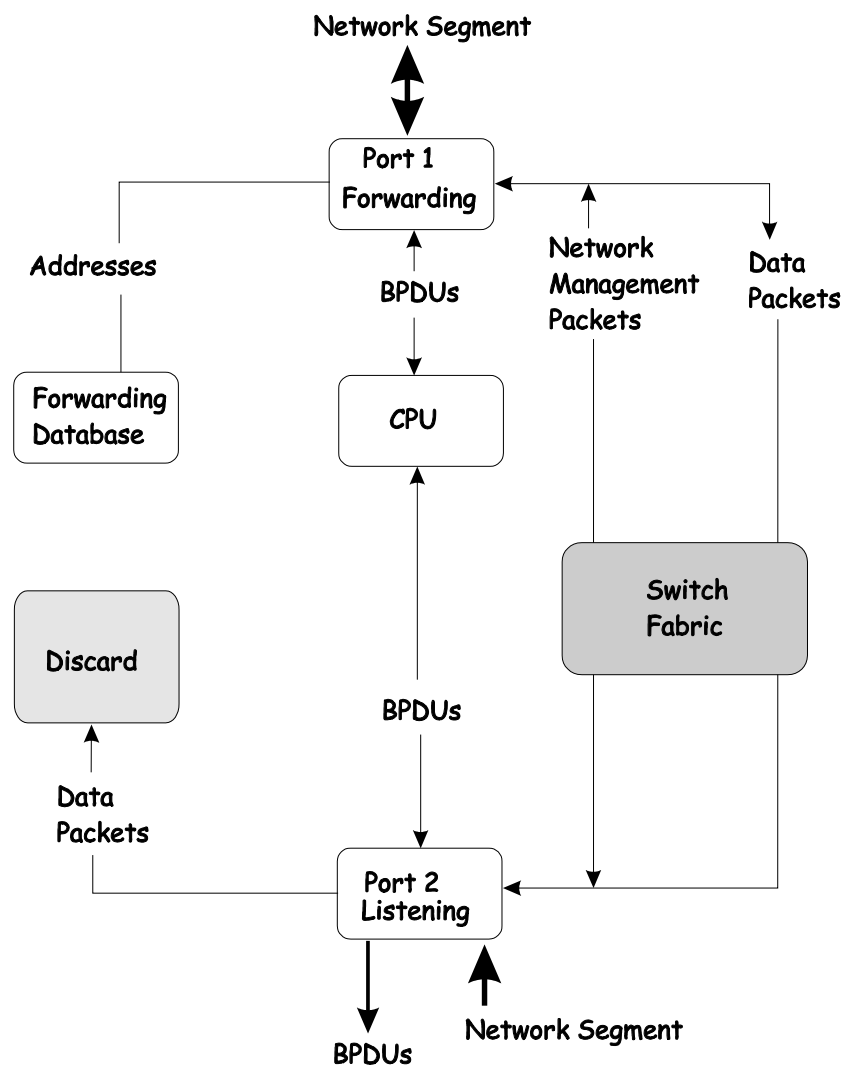 Network Segment
Port 1
Forwarding
Addresses
BPDUs
Network
Management
Packets
Data
Packets
Forwarding
Database
CPU
Switch
Fabric
Discard
BPDUs
Data
Packets
Port 2
Listening
Network Segment
BPDUs